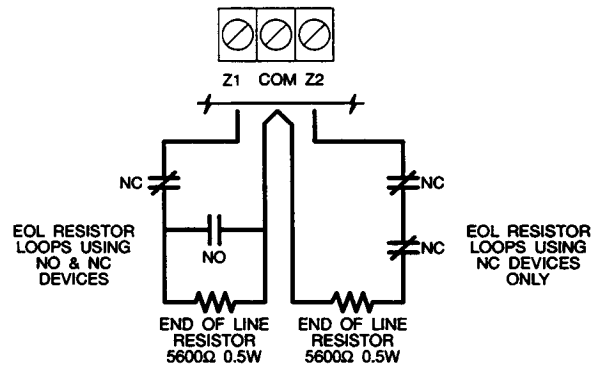 Z1 COM Z2
NC
NC
NC
NO
EOL RESISTOR
LOOPS USING
NO & NC
DEVICES
EOL RESISTOR
LOOPS USING
NC DEVICES
ONLY
END OF LINE
RESISTOR
5600Ω 0.5W
END OF LINE
RESISTOR
5600Ω 0.5W